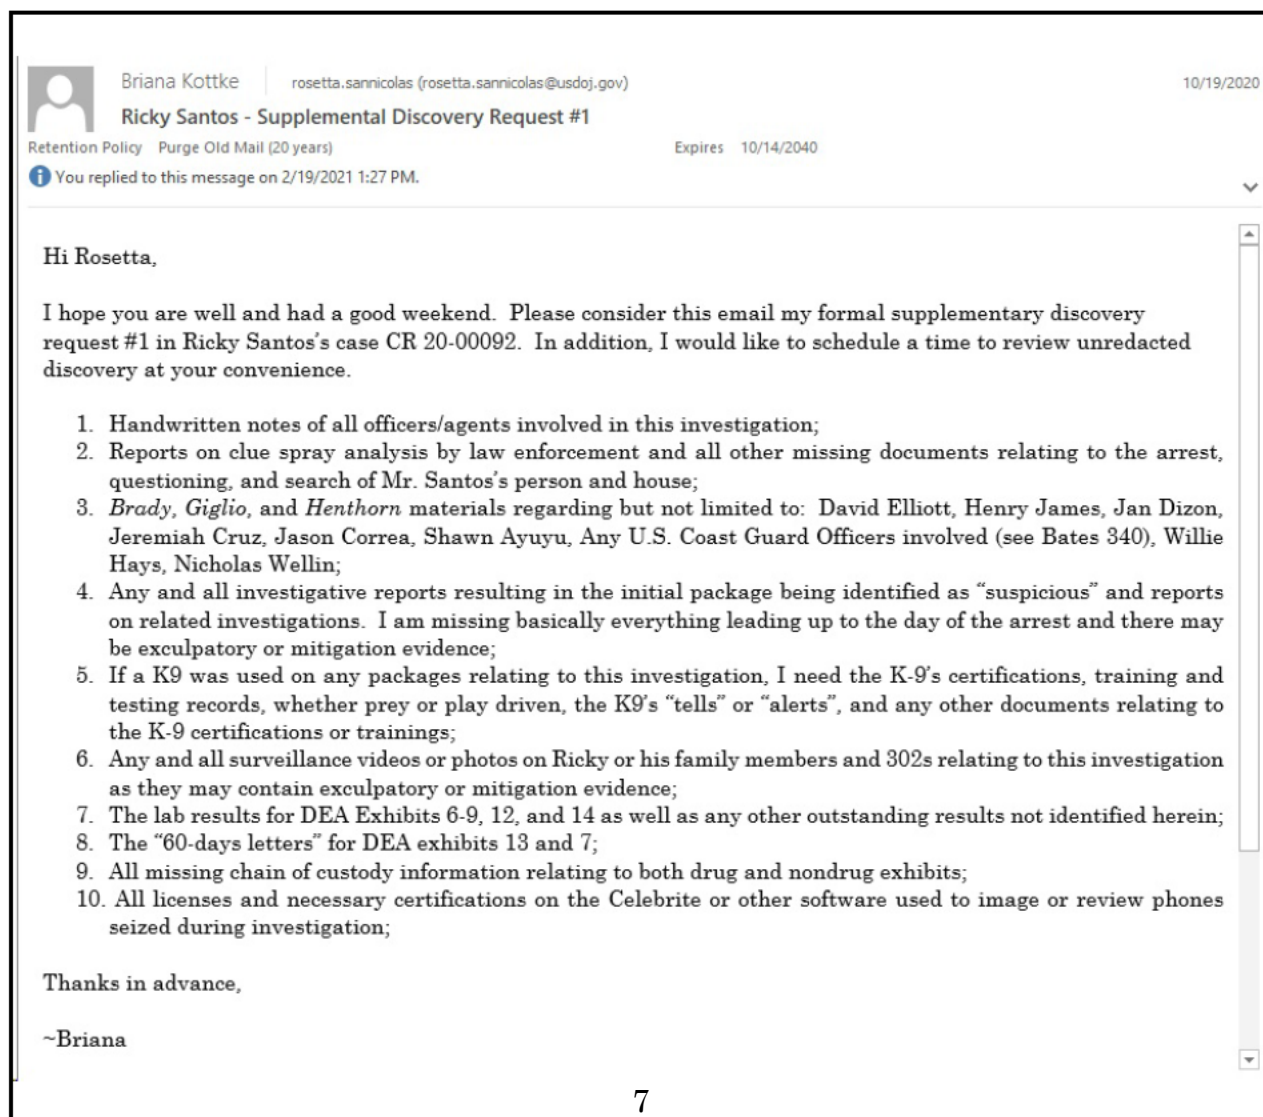 Briana Kottke rosetta.sannicolas (rosetta.sannicolas@usdoj.gov) 10/19/2020
Ricky Santos - Supplemental Discovery Request #1
Retention Policy Purge Old Mail (20 years) Expires 10/14/2040
You replied to this message on 2/19/2021 1:27 PM.
Hi Rosetta,
I hope you are well and had a good weekend. Please consider this email my formal supplementary discovery
request #1 in Ricky Santos's case CR 20-00092. In addition, I would like to schedule a time to review unredacted
discovery at your convenience.
1. Handwritten notes of all officers/agents involved in this investigation;
2. Reports on clue spray analysis by law enforcement and all other missing documents relating to the arrest,
questioning, and search of Mr. Santos's person and house;
3. Brady, Giglio, and Henthorn materials regarding but not limited to: David Elliott, Henry James, Jan Dizon,
Jeremiah Cruz, Jason Correa, Shawn Ayuyu, Any U.S. Coast Guard Officers involved (see Bates 340), Willie
Hays, Nicholas Wellin;
4. Any and all investigative reports resulting in the initial package being identified as “suspicious” and reports
on related investigations. I am missing basically everything leading up to the day of the arrest and there may
be exculpatory or mitigation evidence;
5. If a K9 was used on any packages relating to this investigation, I need the K-9's certifications, training and
testing records, whether prey or play driven, the K9's “tells” or “alerts”, and any other documents relating to
the K-9 certifications or trainings;
6. Any and all surveillance videos or photos on Ricky or his family members and 302s relating to this investigation
as they may contain exculpatory or mitigation evidence;
7. The lab results for DEA Exhibits 6-9, 12, and 14 as well as any other outstanding results not identified herein;
8. The “60-days letters” for DEA exhibits 13 and 7;
9. All missing chain of custody information relating to both drug and nondrug exhibits;
10. All licenses and necessary certifications on the Celebrite or other software used to image or review phones
seized during investigation;
Thanks in advance,
~Briana
7